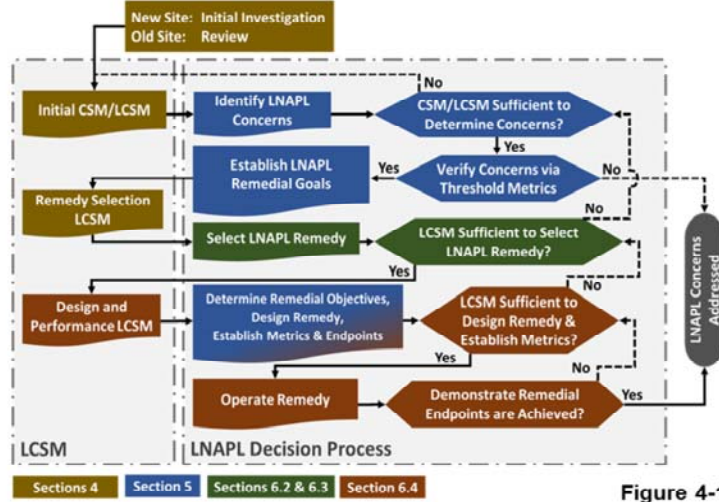 New Site: Initial Investigation
Old Site: Review
No
Initial CSM/LCSM
Identify LNAPL
Concerns
CSM/LCSM Sufficient to
Determine Concerns?
Yes
Establish LNAPL
Remedial Goals
Yes
Verify Concerns via
Threshold Metrics
No
Remedy Selection
LCSM
No
Select LNAPL Remedy
LCSM Sufficient to Select
LNAPL Remedy?
Yes
No
Design and
Performance LCSM
Determine Remedial Objectives,
Design Remedy,
Establish Metrics & Endpoints
LCSM Sufficient to
Design Remedy &
Establish Metrics?
LNAPL Concerns
Addressed
Yes
No
Operate Remedy
Demonstrate Remedial
Endpoints are Achieved?
Yes
LCSM
LNAPL Decision Process
Sections 4
Section 5
Sections 6.2 & 6.3
Section 6.4